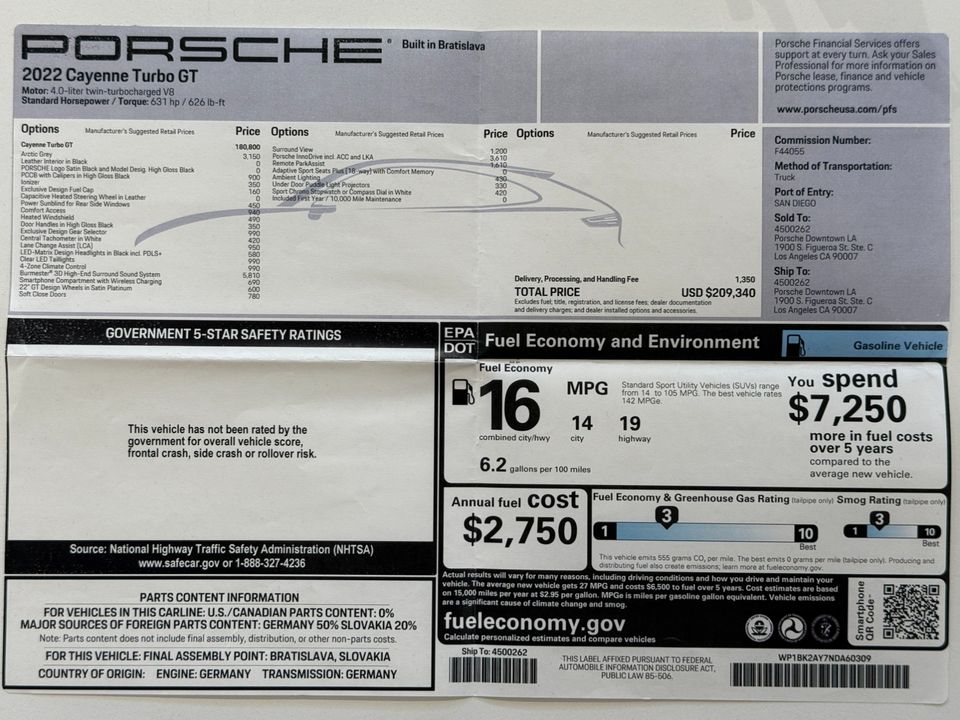 PORSCHE® Built in Bratislava
2022 Cayenne Turbo GT
Motor: 4.0-liter twin-turbocharged V8
Standard Horsepower / Torque: 631 hp / 626 lb-ft
Porsche Financial Services offers
support at every turn. Ask your Sales
Professional for more information on
Porsche lease, finance and vehicle
protections programs.
www.porscheusa.com/pfs
Options Manufacturer's Suggested Retail Prices Price
Cayenne Turbo GT 180,800
Arctic Grey 3,150
Leather Interior in Black 0
PORSCHE Logo Satin Black and Model Desig. High Gloss Black 0
PCCB with Calipers in High Gloss Black 900
Ionizer 350
Exclusive Design Fuel Cap 160
Capacitive Heated Steering Wheel in Leather 0
Power Sunblind for Rear Side Windows 450
Comfort Access 940
Heated Windshield 490
Door Handles in High Gloss Black 350
Exclusive Design Gear Selector 990
Central Tachometer in White 420
Lane Change Assist (LCA) 950
LED-Matrix Design Headlights in Black incl. PDLS+ 580
Clear LED Taillights 990
4-Zone Climate Control 990
Burmester® 3D High-End Surround Sound System 5,810
Smartphone Compartment with Wireless Charging 690
22" GT Design Wheels in Satin Platinum 600
Soft Close Doors 780
Options Manufacturer's Suggested Retail Prices Price
Surround View 1,200
Porsche InnoDrive incl. ACC and LKA 3,610
Remote ParkAssist 1,610
Adaptive Sport Seats Plus (18-way) with Comfort Memory 0
Ambient Lighting 430
Under Door Puddle Light Projectors 330
Sport Chrono Stopwatch or Compass Dial in White 420
Included First Year / 10,000 Mile Maintenance 0
Options Manufacturer's Suggested Retail Prices Price
Delivery, Processing, and Handling Fee 1,350
TOTAL PRICE USD $209,340
Excludes fuel; title, registration, and license fees; dealer documentation
and delivery charges; and dealer installed options and accessories.
Commission Number:
F44055
Method of Transportation:
Truck
Port of Entry:
SAN DIEGO
Sold To:
4500262
Porsche Downtown LA
1900 S. Figueroa St. Ste. C
Los Angeles CA 90007
Ship To:
4500262
Porsche Downtown LA
1900 S. Figueroa St. Ste. C
Los Angeles CA 90007
GOVERNMENT 5-STAR SAFETY RATINGS
This vehicle has not been rated by the
government for overall vehicle score,
frontal crash, side crash or rollover risk.
Source: National Highway Traffic Safety Administration (NHTSA)
www.safecar.gov or 1-888-327-4236
PARTS CONTENT INFORMATION
FOR VEHICLES IN THIS CARLINE: U.S./CANADIAN PARTS CONTENT: 0%
MAJOR SOURCES OF FOREIGN PARTS CONTENT: GERMANY 50% SLOVAKIA 20%
Note: Parts content does not include final assembly, distribution, or other non-parts costs.
FOR THIS VEHICLE: FINAL ASSEMBLY POINT: BRATISLAVA, SLOVAKIA
COUNTRY OF ORIGIN: ENGINE: GERMANY TRANSMISSION: GERMANY
EPA
DOT
Fuel Economy and Environment
Gasoline Vehicle
Fuel Economy
16 MPG
combined city/hwy
14 city
19 highway
Standard Sport Utility Vehicles (SUVs) range
from 14 to 105 MPG. The best vehicle rates
142 MPGe.
6.2 gallons per 100 miles
You spend
$7,250
more in fuel costs
over 5 years
compared to the
average new vehicle.
Annual fuel cost
$2,750
Fuel Economy & Greenhouse Gas Rating (tailpipe only)
1 3 10
Best
Smog Rating (tailpipe only)
1 3 10
Best
This vehicle emits 555 grams CO₂ per mile. The best emits 0 grams per mile (tailpipe only). Producing and
distributing fuel also create emissions; learn more at fueleconomy.gov.
Actual results will vary for many reasons, including driving conditions and how you drive and maintain your
vehicle. The average new vehicle gets 27 MPG and costs $6,500 to fuel over 5 years. Cost estimates are based
on 15,000 miles per year at $2.95 per gallon. MPGe is miles per gasoline gallon equivalent. Vehicle emissions
are a significant cause of climate change and smog.
fueleconomy.gov
Calculate personalized estimates and compare vehicles
Smartphone
QR Code
Ship To: 4500262
THIS LABEL AFFIXED PURSUANT TO FEDERAL
AUTOMOBILE INFORMATION DISCLOSURE ACT,
PUBLIC LAW 85-506.
WP1BK2AY7NDA60309